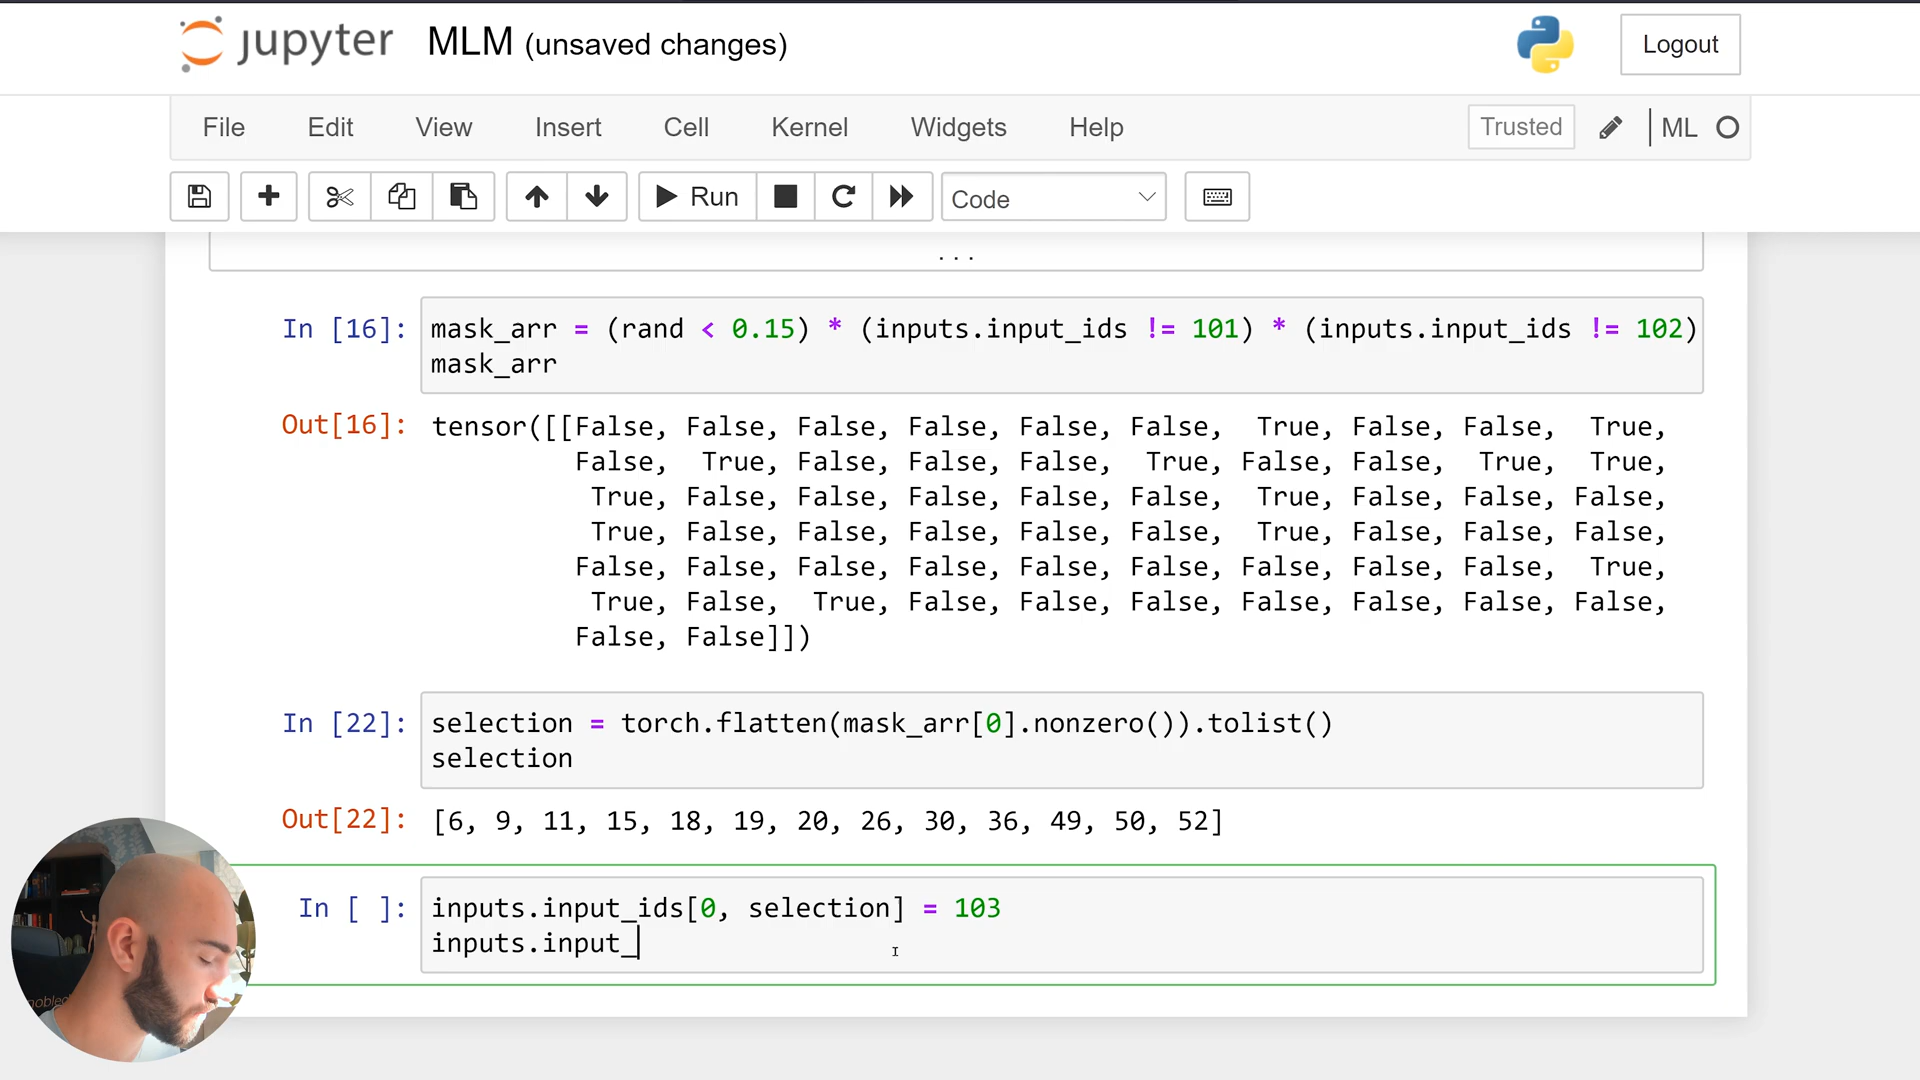 jupyter MLM (unsaved changes) Logout
File Edit View Insert Cell Kernel Widgets Help Trusted ML
Run Code
...
In [16]: mask_arr = (rand < 0.15) * (inputs.input_ids != 101) * (inputs.input_ids != 102)
mask_arr
Out[16]: tensor([[False, False, False, False, False, False, True, False, False, True,
False, True, False, False, False, True, False, False, True, True,
True, False, False, False, False, False, True, False, False, False,
True, False, False, False, False, False, True, False, False, False,
False, False, False, False, False, False, False, False, False, True,
True, False, True, False, False, False, False, False, False, False,
False, False]])
In [22]: selection = torch.flatten(mask_arr[0].nonzero()).tolist()
selection
Out[22]: [6, 9, 11, 15, 18, 19, 20, 26, 30, 36, 49, 50, 52]
In [ ]: inputs.input_ids[0, selection] = 103
inputs.input_